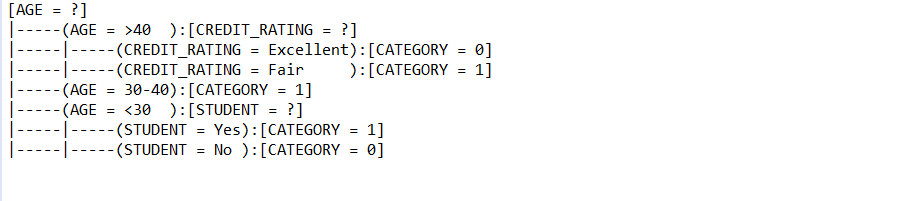 [AGE = ?]
|-----(AGE = >40  ):[CREDIT_RATING = ?]
|-----|-----(CREDIT_RATING = Excellent):[CATEGORY = 0]
|-----|-----(CREDIT_RATING = Fair     ):[CATEGORY = 1]
|-----(AGE = 30-40):[CATEGORY = 1]
|-----(AGE = <30  ):[STUDENT = ?]
|-----|-----(STUDENT = Yes):[CATEGORY = 1]
|-----|-----(STUDENT = No ):[CATEGORY = 0]